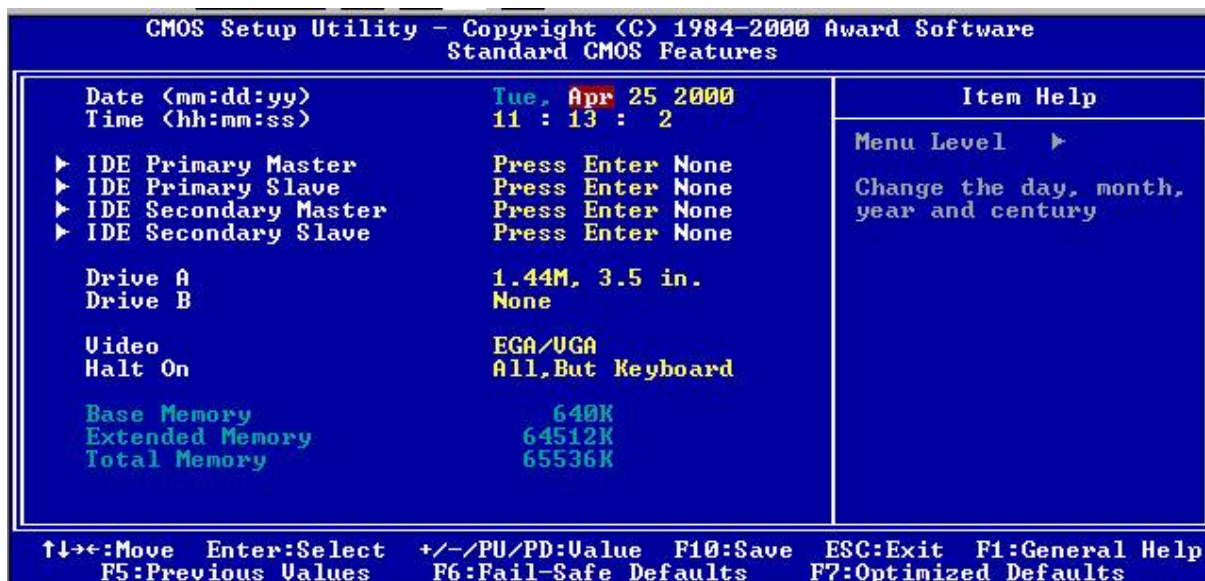 CMOS Setup Utility – Copyright (C) 1984-2000 Award Software
Standard CMOS Features
Date (mm:dd:yy) Tue, Apr 25 2000
Time (hh:mm:ss) 11 : 13 : 2
IDE Primary Master Press Enter None
IDE Primary Slave Press Enter None
IDE Secondary Master Press Enter None
IDE Secondary Slave Press Enter None
Drive A 1.44M, 3.5 in.
Drive B None
Video EGA/VGA
Halt On All,But Keyboard
Base Memory 640K
Extended Memory 64512K
Total Memory 65536K
Item Help
Menu Level ▶
Change the day, month,
year and century
↑↓→←:Move Enter:Select +/-/PU/PD:Value F10:Save ESC:Exit F1:General Help
F5:Previous Values F6:Fail-Safe Defaults F7:Optimized Defaults